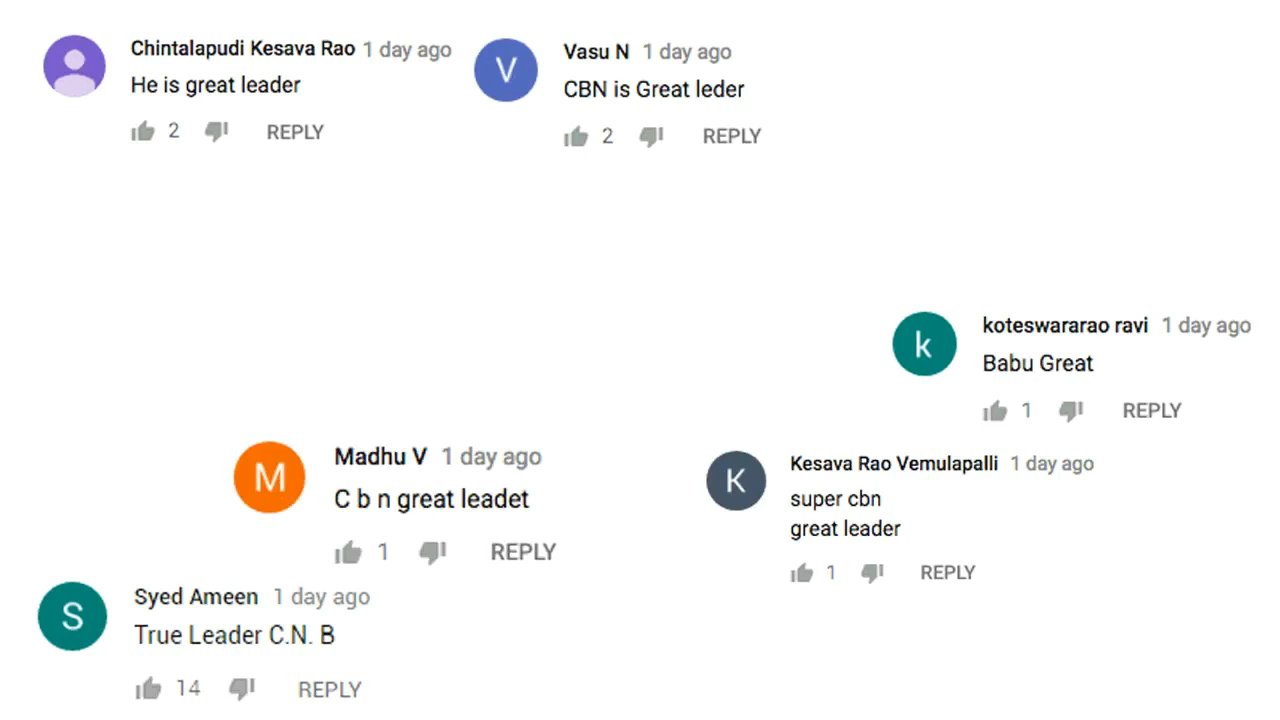 Chintalapudi Kesava Rao 1 day ago
He is great leader
2 REPLY
V
Vasu N 1 day ago
CBN is Great leder
2 REPLY
k
koteswararao ravi 1 day ago
Babu Great
1 REPLY
M
Madhu V 1 day ago
C b n great leadet
1 REPLY
K
Kesava Rao Vemulapalli 1 day ago
super cbn
great leader
1 REPLY
S
Syed Ameen 1 day ago
True Leader C.N. B
14 REPLY